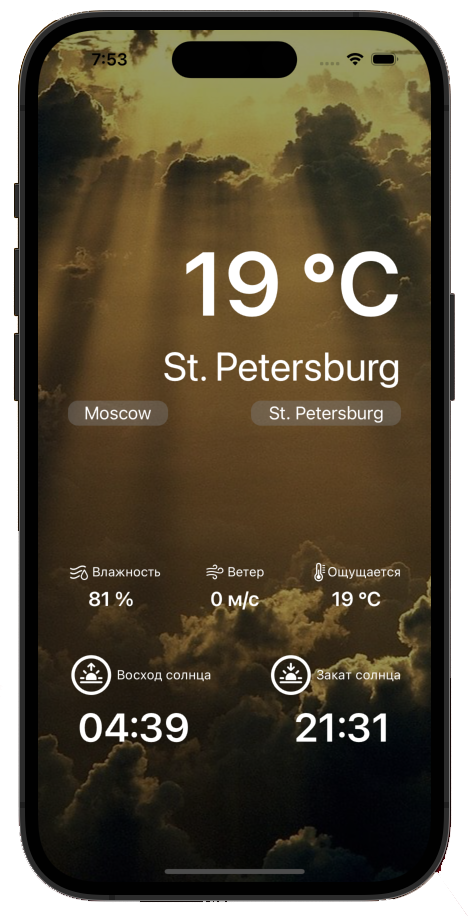 7:53
19 °C
St. Petersburg
Moscow St. Petersburg
Влажность Ветер Ощущается
81 % 0 м/с 19 °C
Восход солнца Закат солнца
04:39 21:31